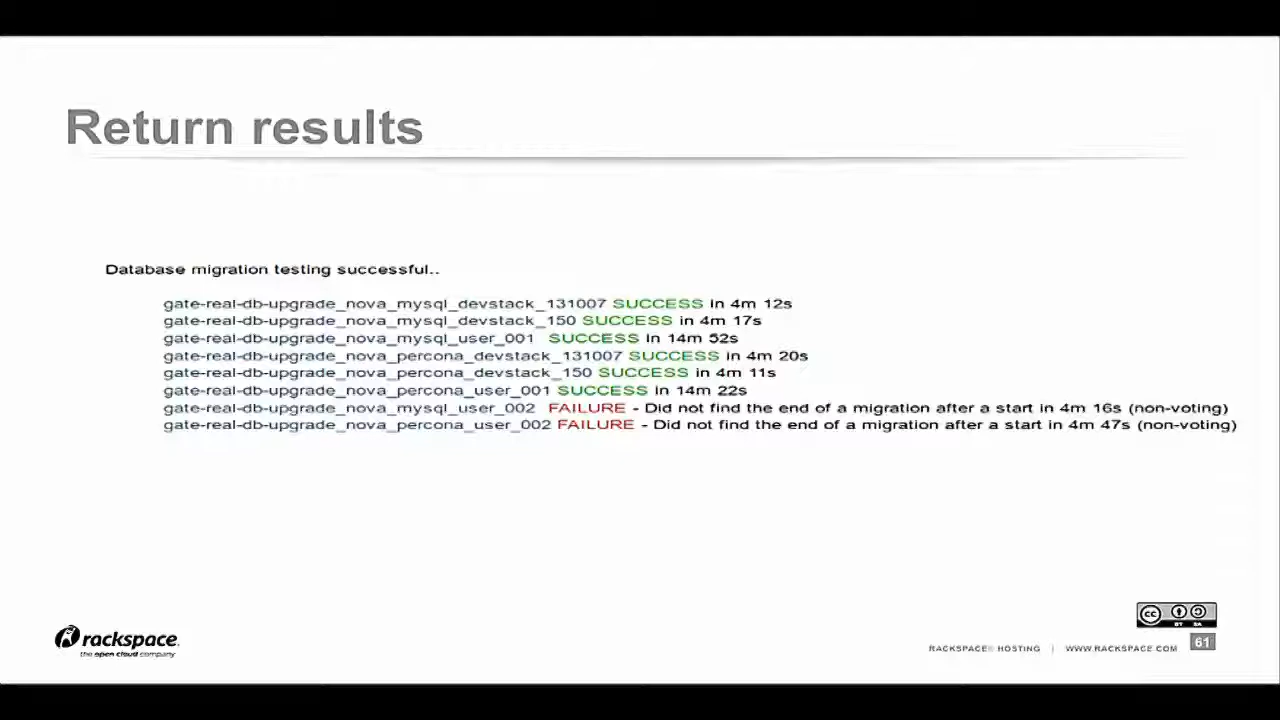 Return results
Database migration testing successful..
gate-real-db-upgrade_nova_mysql_devstack_131007 SUCCESS in 4m 12s
gate-real-db-upgrade_nova_mysql_devstack_150 SUCCESS in 4m 17s
gate-real-db-upgrade_nova_mysql_user_001 SUCCESS in 14m 52s
gate-real-db-upgrade_nova_percona_devstack_131007 SUCCESS in 4m 20s
gate-real-db-upgrade_nova_percona_devstack_150 SUCCESS in 4m 11s
gate-real-db-upgrade_nova_percona_user_001 SUCCESS in 14m 22s
gate-real-db-upgrade_nova_mysql_user_002 FAILURE - Did not find the end of a migration after a start in 4m 16s (non-voting)
gate-real-db-upgrade_nova_percona_user_002 FAILURE - Did not find the end of a migration after a start in 4m 47s (non-voting)
rackspace.
the open cloud company
cc
BY SA
RACKSPACE® HOSTING | WWW.RACKSPACE.COM
61